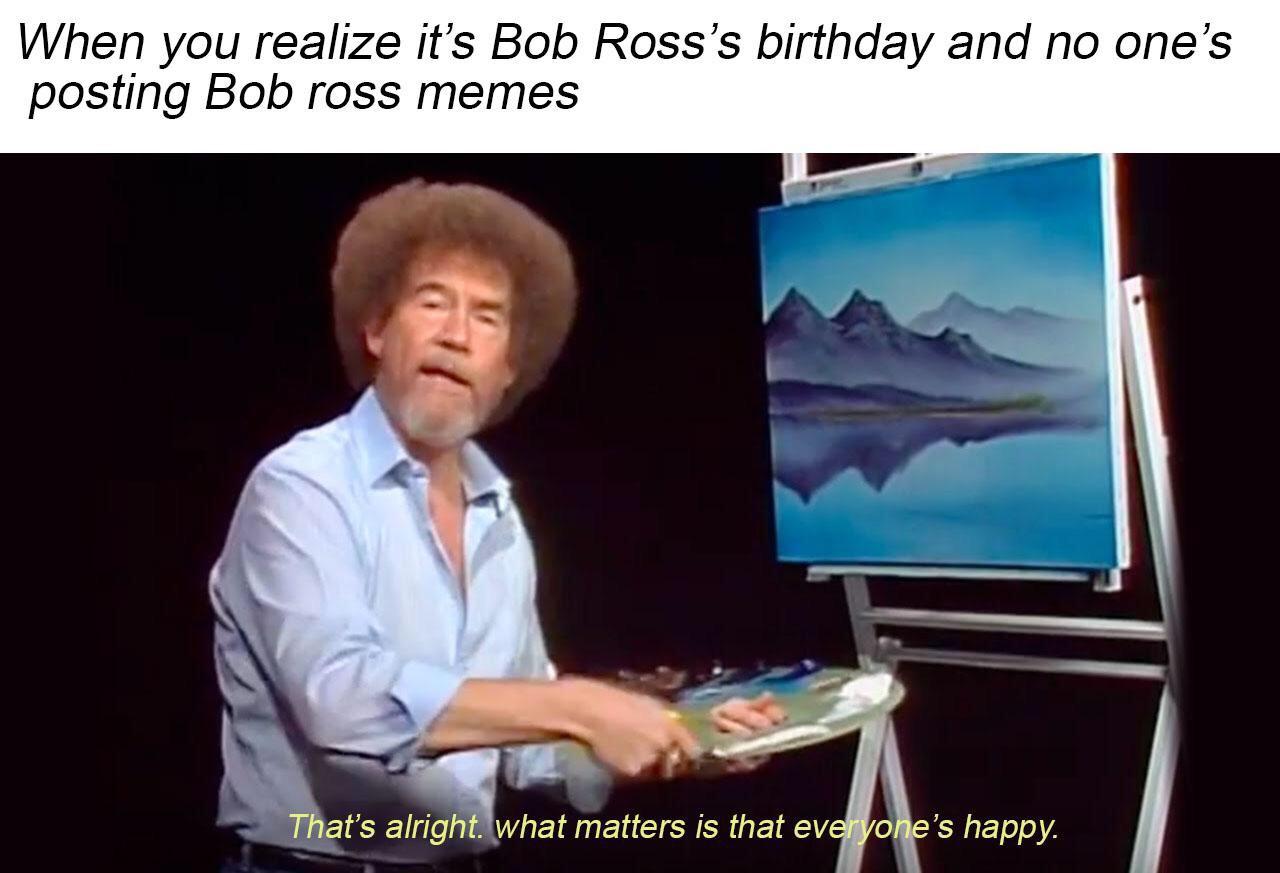 When you realize it’s Bob Ross’s birthday and no one’s
posting Bob ross memes
That’s alright. what matters is that everyone’s happy.